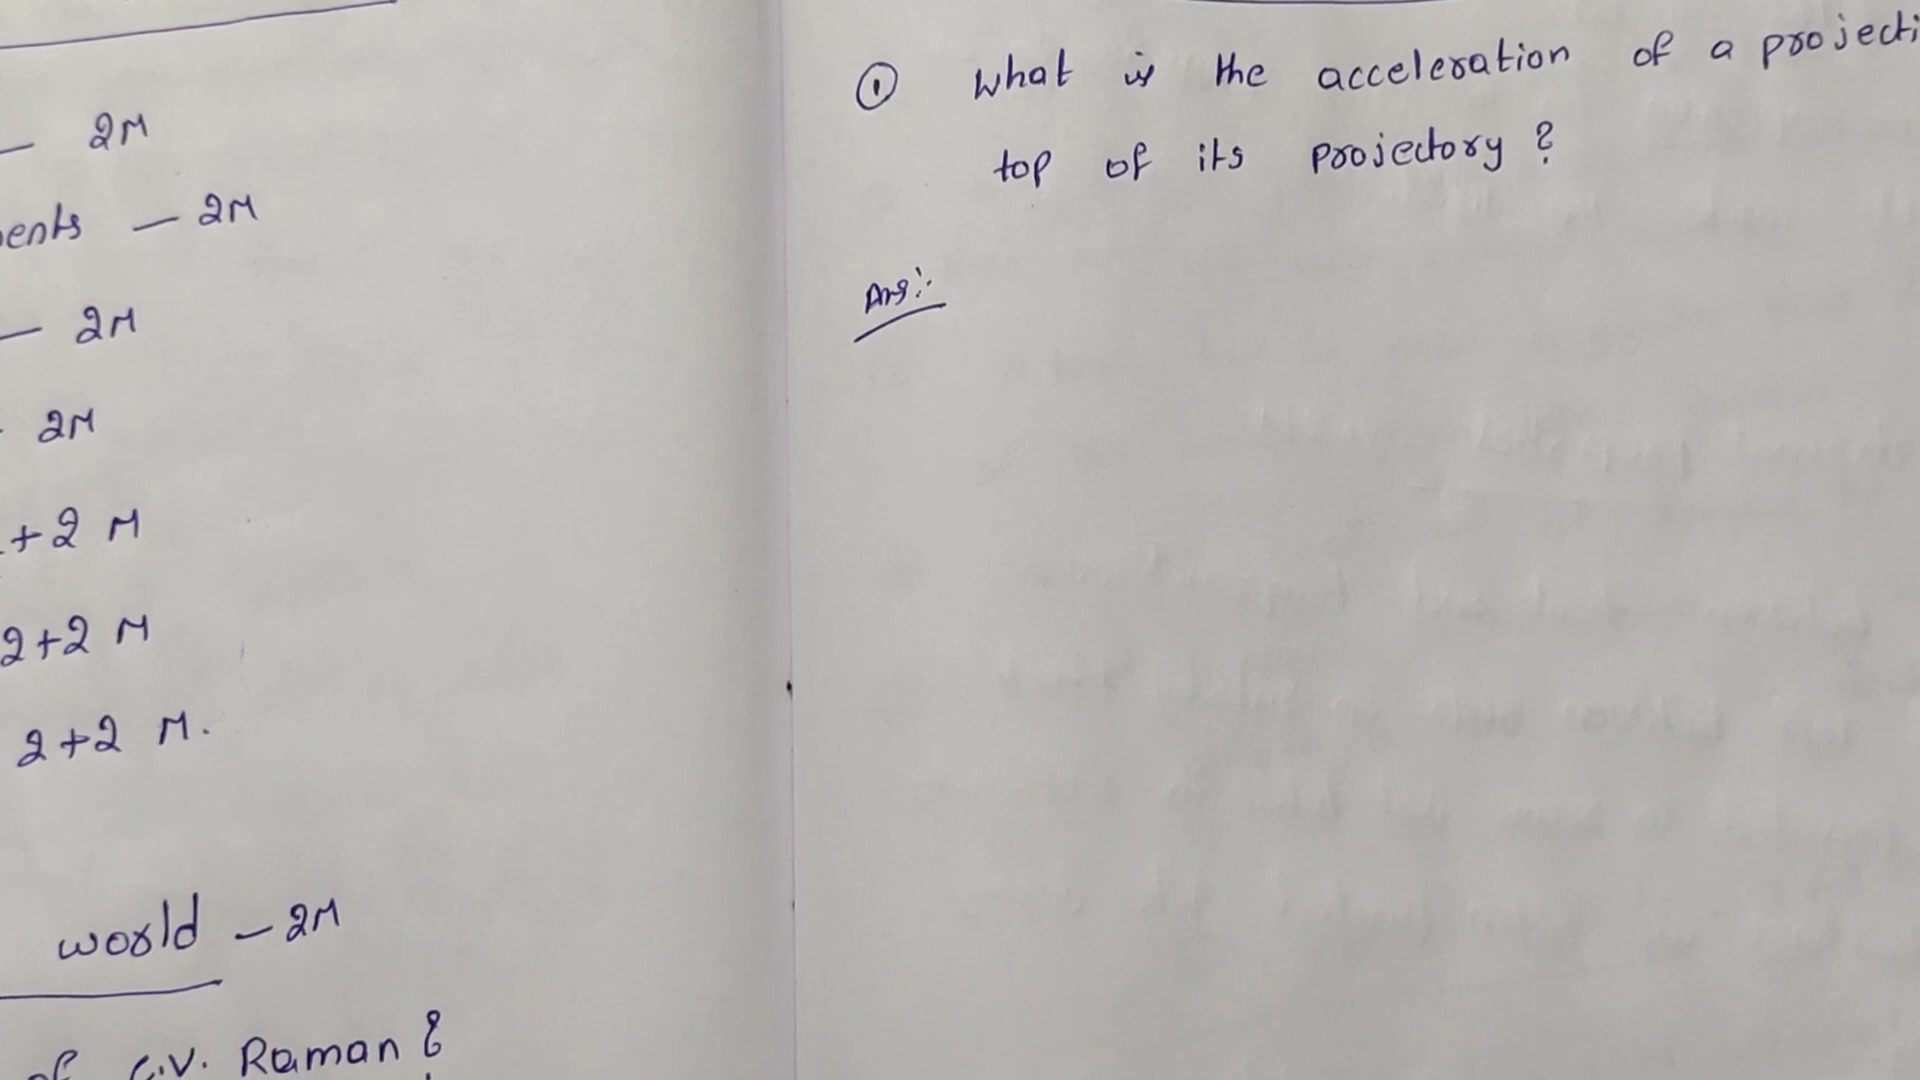 — 2M
ents — 2M
— 2M
2M
+2 M
2+2 M
2+2 M.
world – 2M
of C.V. Raman ?
① What is the acceleration of a projecti
top of its projectory ?
Ans:-